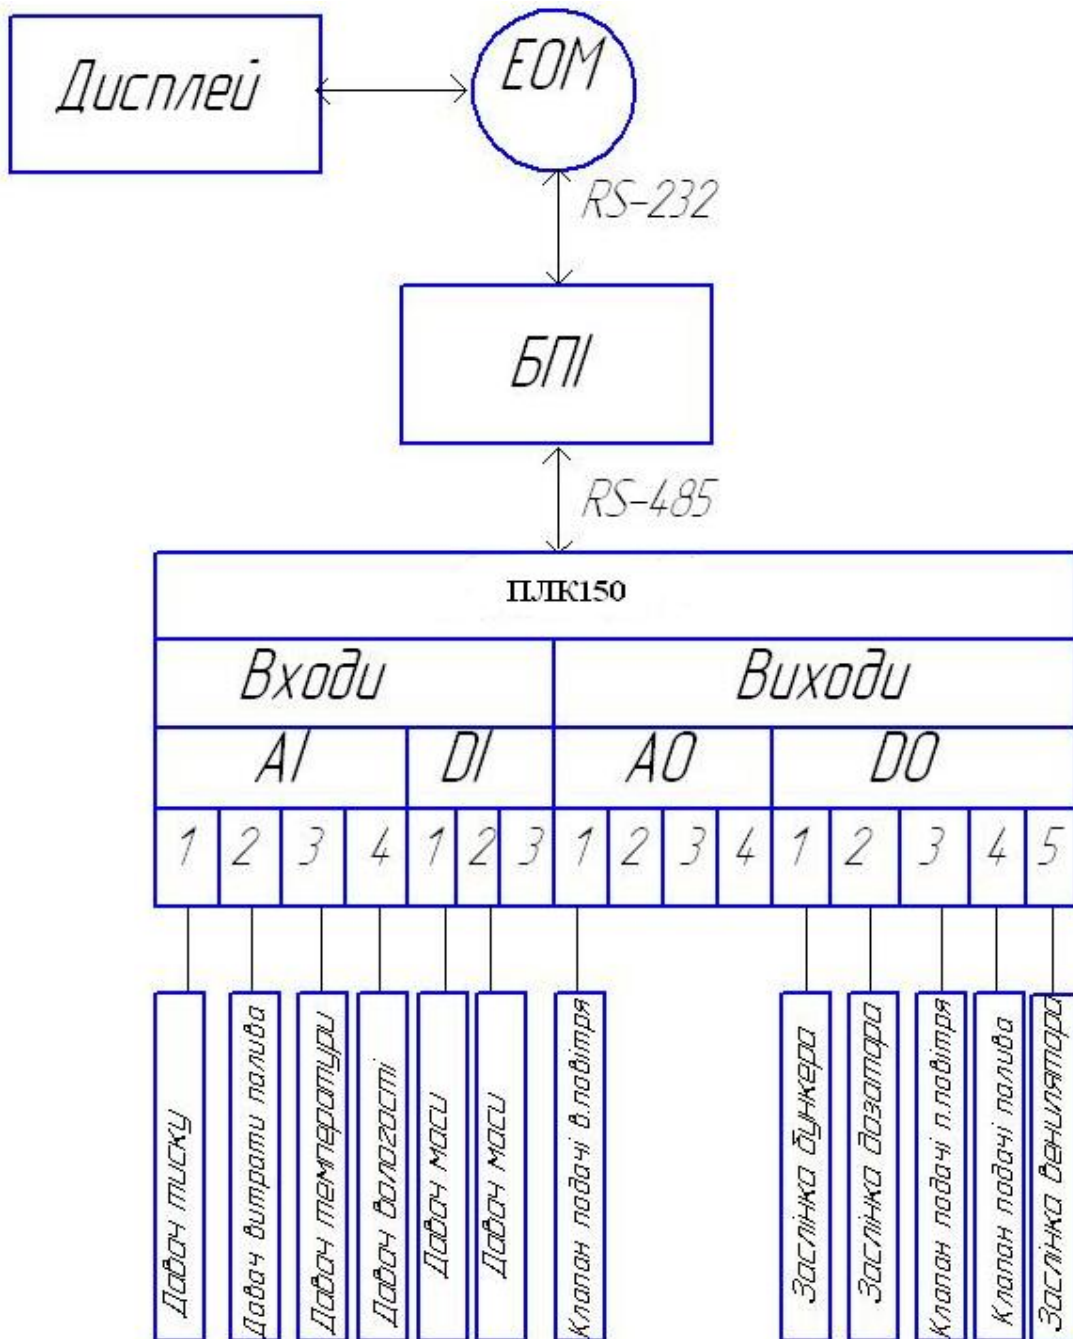 Дисплей
ЕОМ
RS-232
БПІ
RS-485
ПЛК150
Входи
Виходи
AI
DI
AO
DO
1 2 3 4 1 2 3 1 2 3 4 1 2 3 4 5
Давач тиску
Давач витрати палива
Давач температури
Давач вологості
Давач маси
Давач маси
Клапан подачі в.повітря
Заслінка бункера
Заслінка дозатора
Клапан подачі п.повітря
Клапан подачі палива
Заслінка венилятора